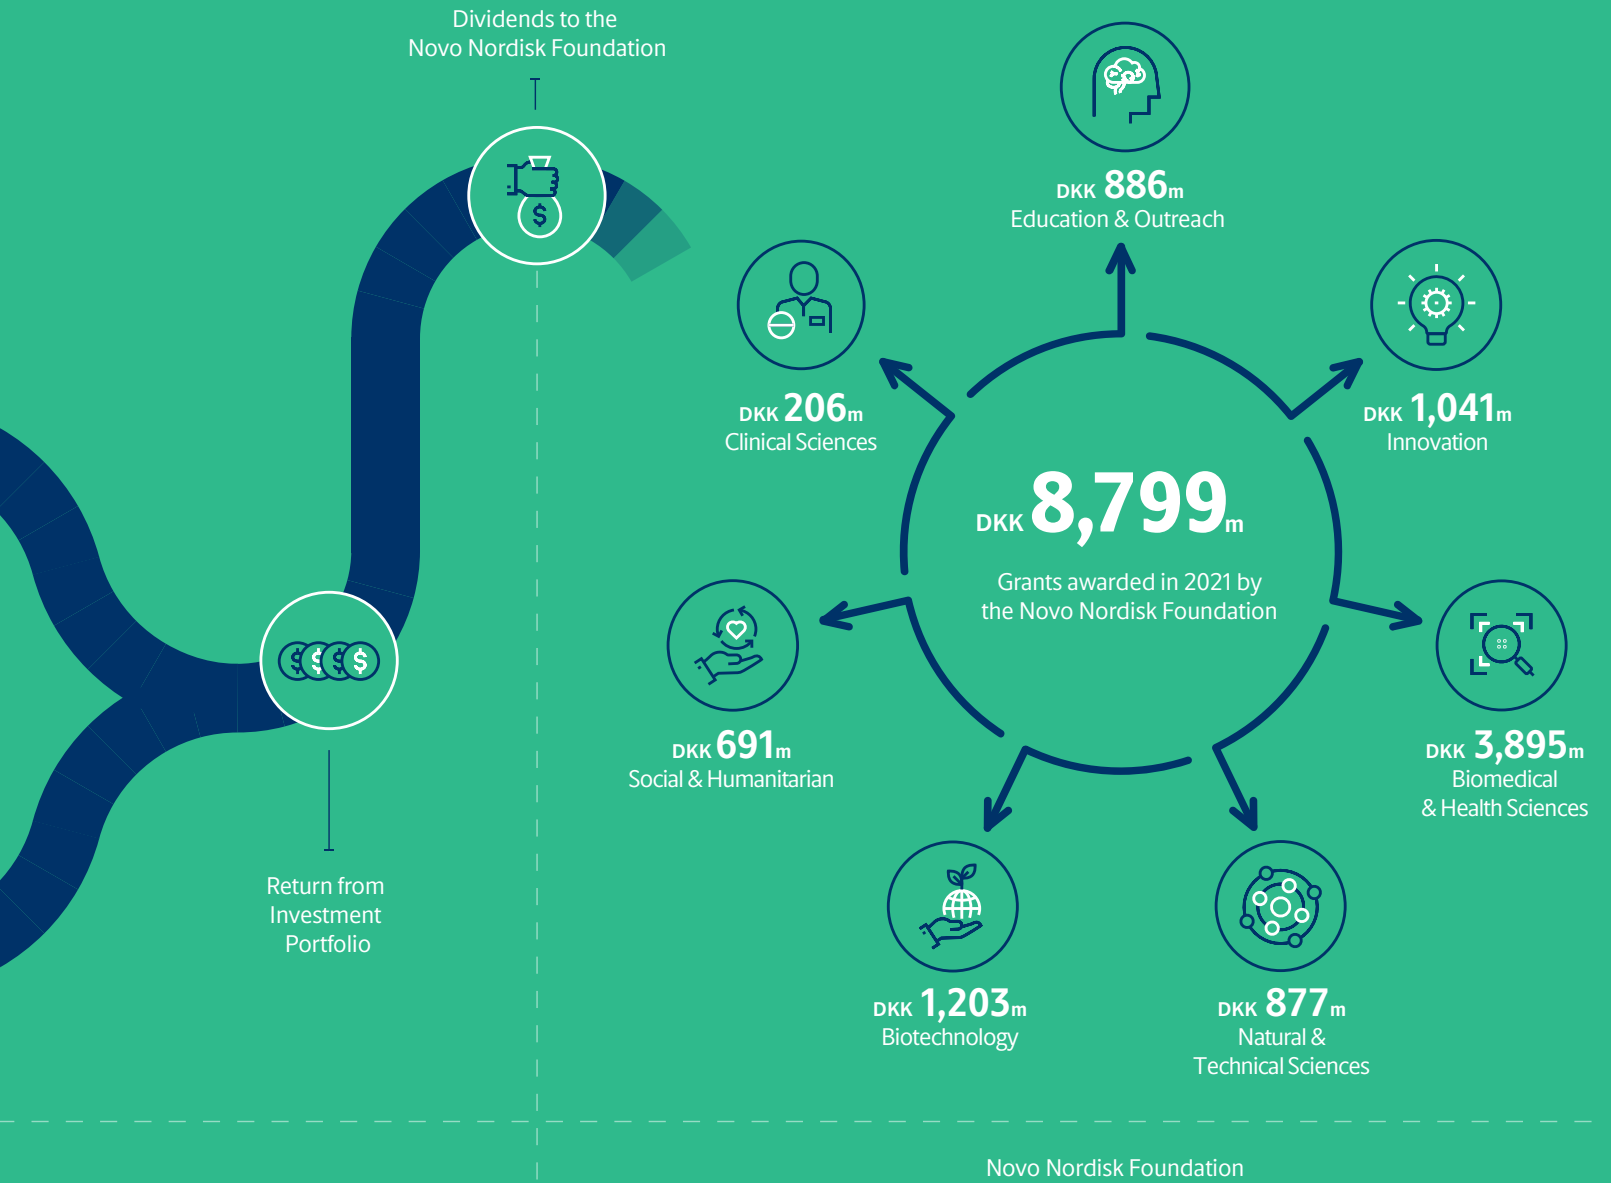 Dividends to the
Novo Nordisk Foundation
Return from
Investment
Portfolio
DKK 886m
Education & Outreach
DKK 206m
Clinical Sciences
DKK 1,041m
Innovation
DKK 8,799m
Grants awarded in 2021 by
the Novo Nordisk Foundation
DKK 691m
Social & Humanitarian
DKK 3,895m
Biomedical
& Health Sciences
DKK 1,203m
Biotechnology
DKK 877m
Natural &
Technical Sciences
Novo Nordisk Foundation